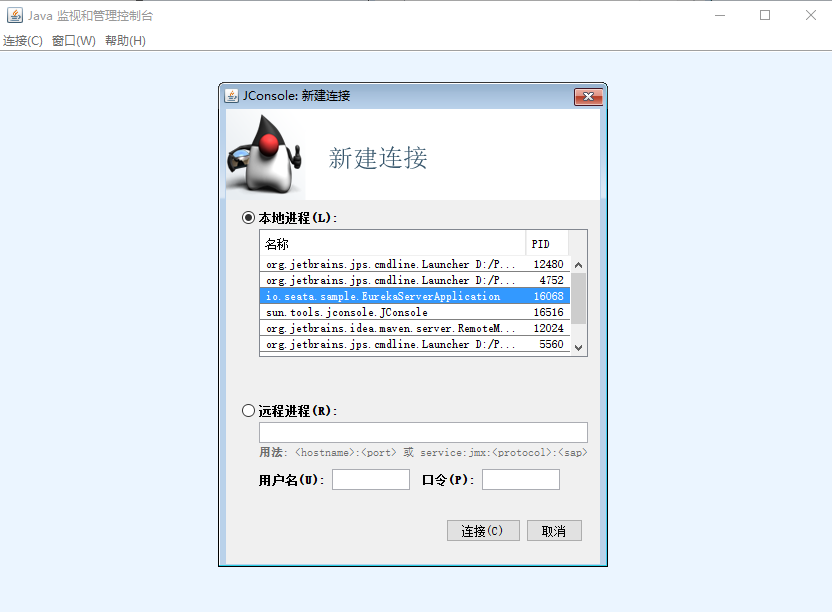 Java 监视和管理控制台
连接(C) 窗口(W) 帮助(H)
JConsole: 新建连接
新建连接
本地进程(L):
名称 PID
org.jetbrains.jps.cmdline.Launcher D:/P... 12480
org.jetbrains.jps.cmdline.Launcher D:/P... 4752
io.seata.sample.EurekaServerApplication 16068
sun.tools.jconsole.JConsole 16516
org.jetbrains.idea.maven.server.RemoteM... 12024
org.jetbrains.jps.cmdline.Launcher D:/P... 5560
远程进程(R):
用法: <hostname>:<port> 或 service:jmx:<protocol>:<sap>
用户名(U): 口令(P):
连接(C) 取消